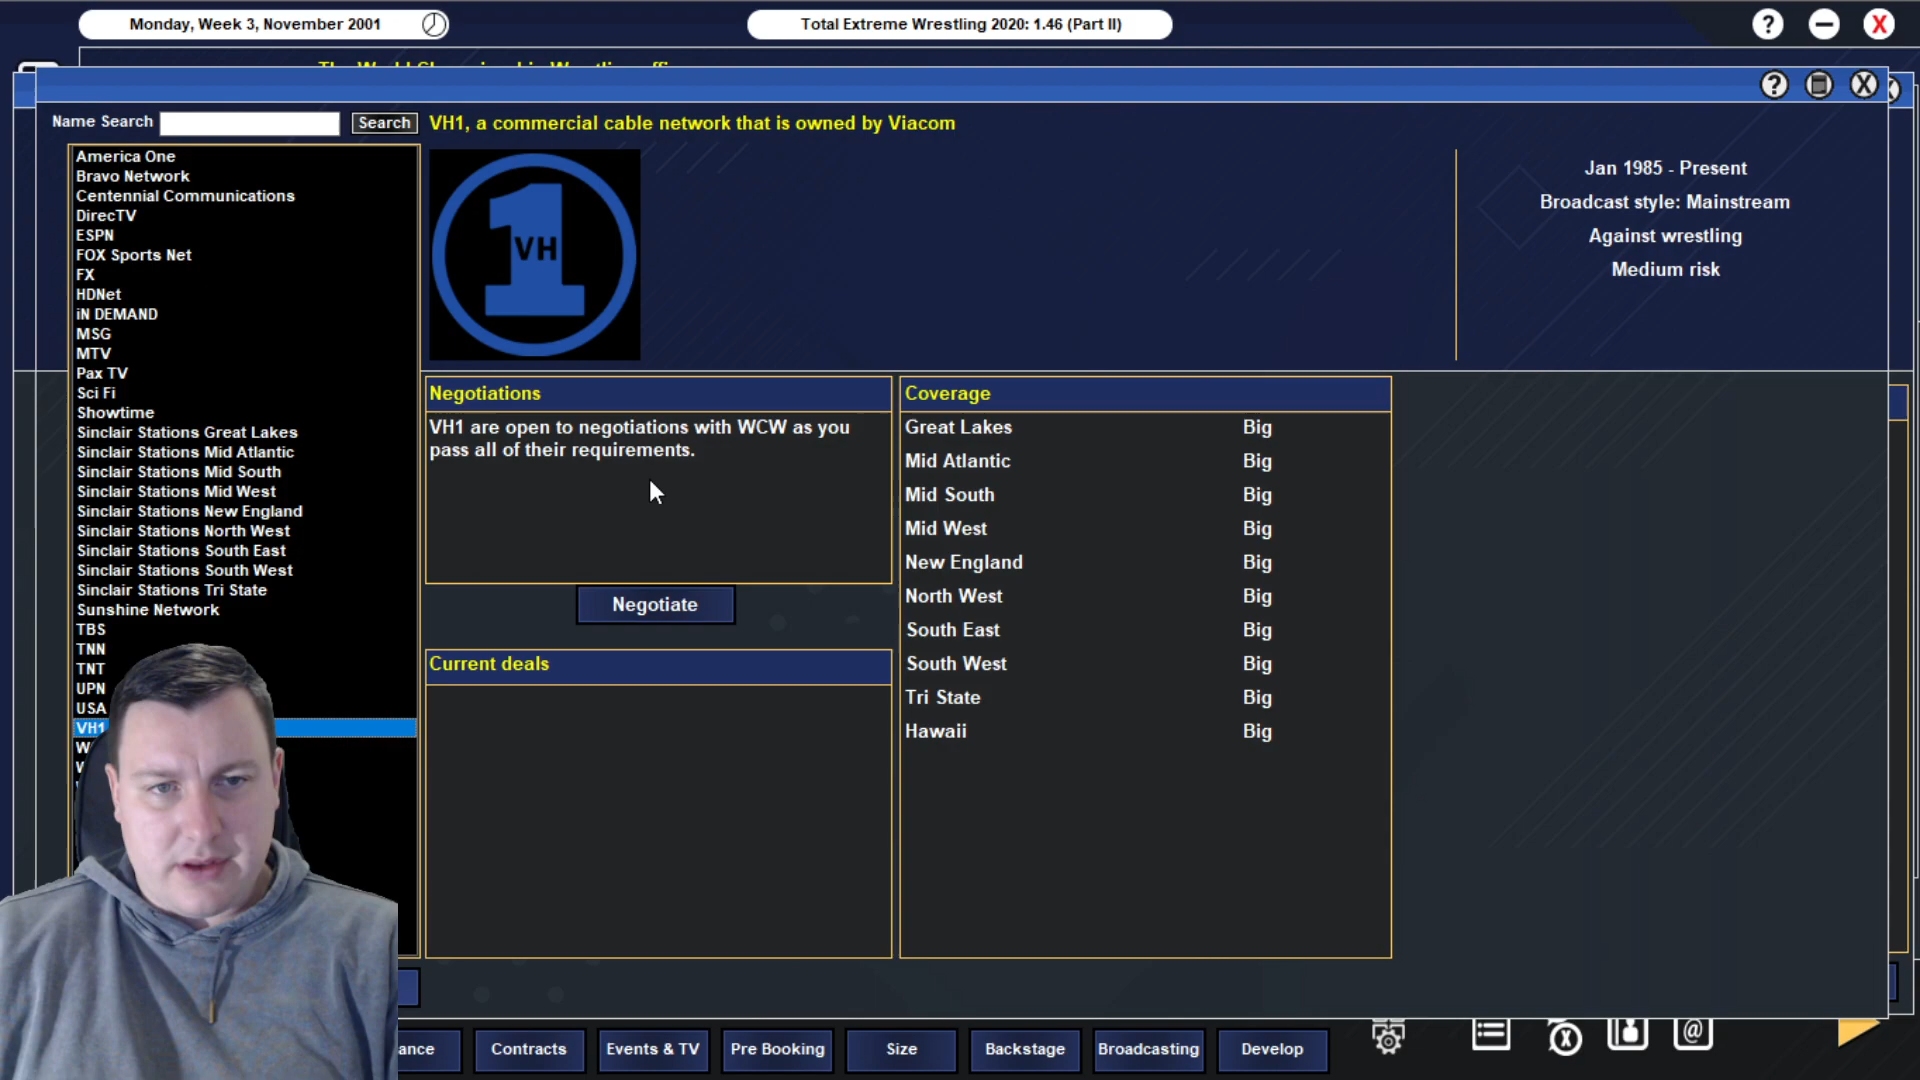 Monday, Week 3, November 2001
Total Extreme Wrestling 2020: 1.46 (Part II)
Name Search
Search
VH1, a commercial cable network that is owned by Viacom
America One
Bravo Network
Centennial Communications
DirecTV
ESPN
FOX Sports Net
FX
HDNet
iN DEMAND
MSG
MTV
Pax TV
Sci Fi
Showtime
Sinclair Stations Great Lakes
Sinclair Stations Mid Atlantic
Sinclair Stations Mid South
Sinclair Stations Mid West
Sinclair Stations New England
Sinclair Stations North West
Sinclair Stations South East
Sinclair Stations South West
Sinclair Stations Tri State
Sunshine Network
TBS
TNN
TNT
UPN
USA
VH1
VH
1
Jan 1985 - Present
Broadcast style: Mainstream
Against wrestling
Medium risk
Negotiations
VH1 are open to negotiations with WCW as you
pass all of their requirements.
Negotiate
Current deals
Coverage
Great Lakes Big
Mid Atlantic Big
Mid South Big
Mid West Big
New England Big
North West Big
South East Big
South West Big
Tri State Big
Hawaii Big
ance
Contracts
Events & TV
Pre Booking
Size
Backstage
Broadcasting
Develop